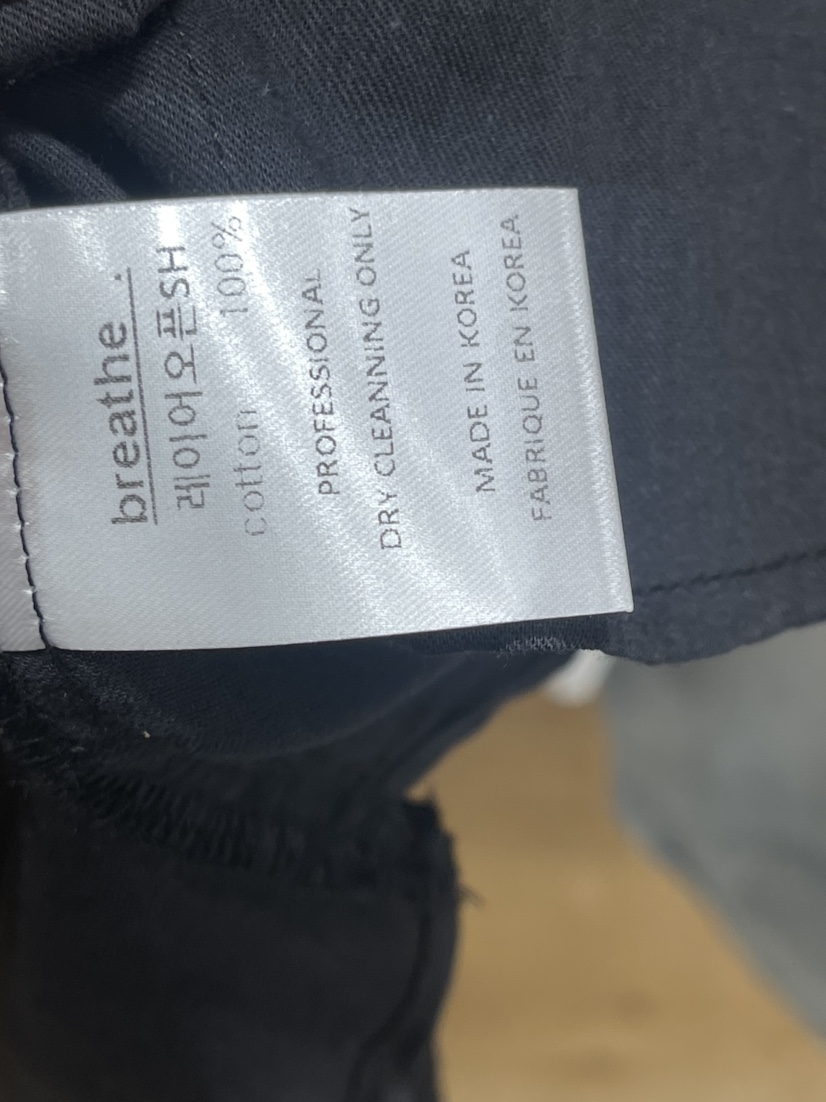 breathe .
레이어오픈SH
cotton 100%
PROFESSIONAL
DRY CLEANNING ONLY
MADE IN KOREA
FABRIQUE EN KOREA